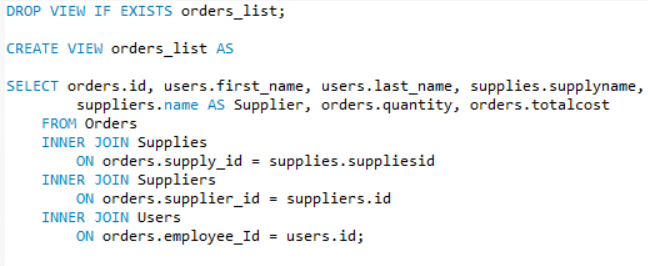 DROP VIEW IF EXISTS orders_list;
CREATE VIEW orders_list AS
SELECT orders.id, users.first_name, users.last_name, supplies.supplyname,
suppliers.name AS Supplier, orders.quantity, orders.totalcost
FROM Orders
INNER JOIN Supplies
ON orders.supply_id = supplies.suppliesid
INNER JOIN Suppliers
ON orders.supplier_id = suppliers.id
INNER JOIN Users
ON orders.employee_Id = users.id;